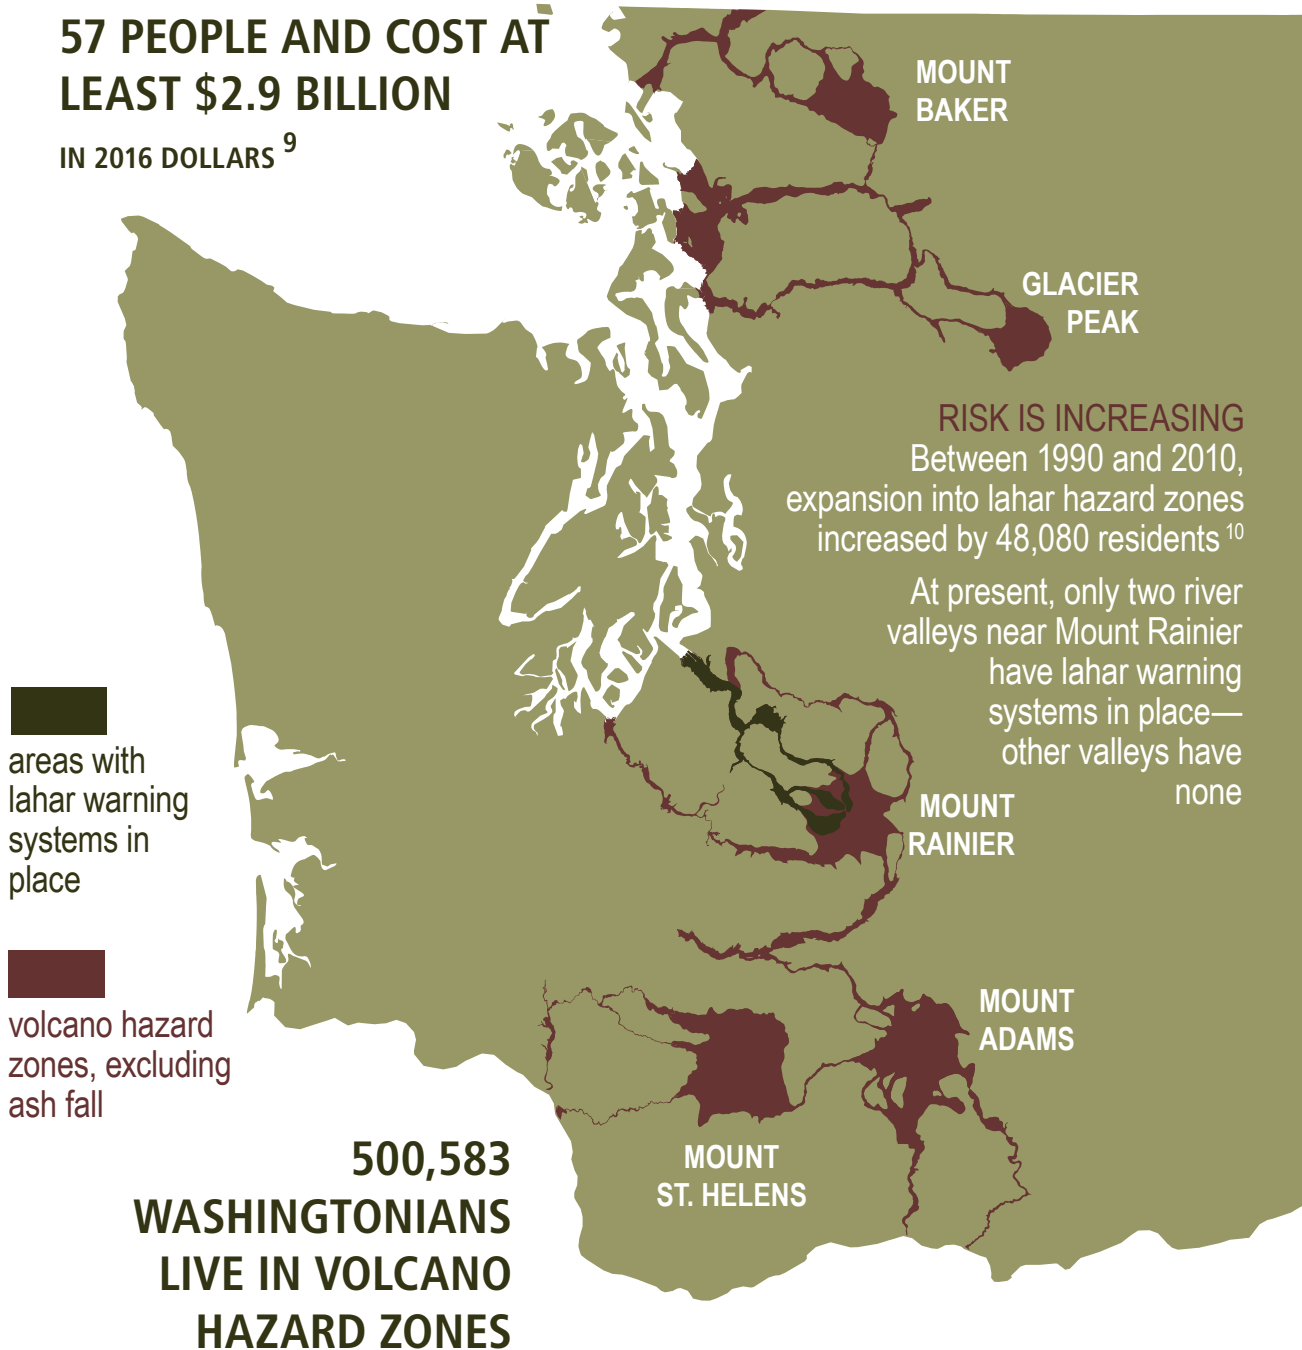 57 PEOPLE AND COST AT
LEAST $2.9 BILLION
IN 2016 DOLLARS 9
MOUNT
BAKER
GLACIER
PEAK
RISK IS INCREASING
Between 1990 and 2010,
expansion into lahar hazard zones
increased by 48,080 residents 10
At present, only two river
valleys near Mount Rainier
have lahar warning
systems in place—
other valleys have
none
areas with
lahar warning
systems in
place
MOUNT
RAINIER
volcano hazard
zones, excluding
ash fall
MOUNT
ADAMS
MOUNT
ST. HELENS
500,583
WASHINGTONIANS
LIVE IN VOLCANO
HAZARD ZONES